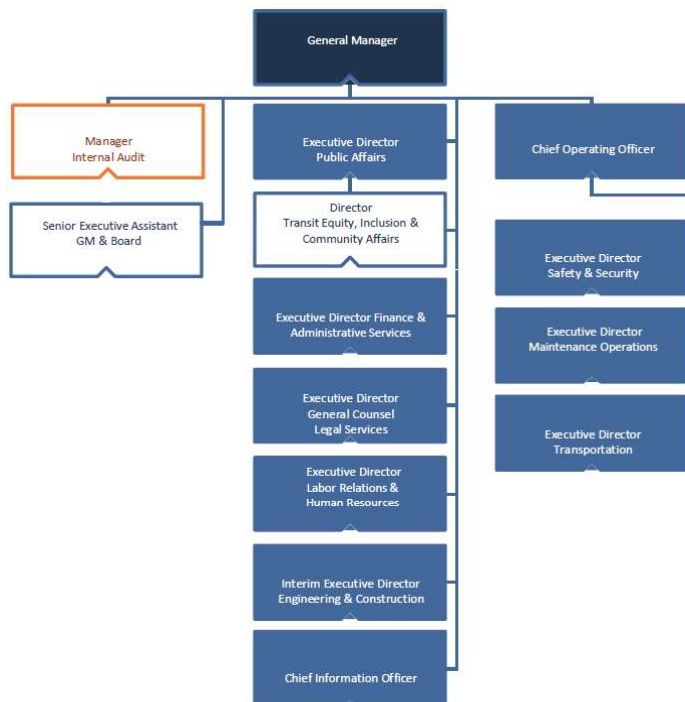 General Manager
Manager
Internal Audit
Executive Director
Public Affairs
Chief Operating Officer
Senior Executive Assistant
GM & Board
Director
Transit Equity, Inclusion &
Community Affairs
Executive Director
Safety & Security
Executive Director Finance &
Administrative Services
Executive Director
Maintenance Operations
Executive Director
General Counsel
Legal Services
Executive Director
Transportation
Executive Director
Labor Relations &
Human Resources
Interim Executive Director
Engineering & Construction
Chief Information Officer